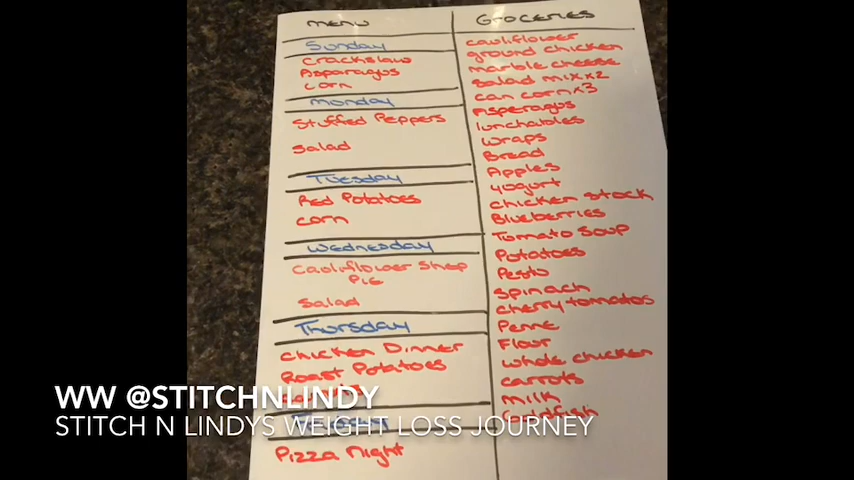 menu
Sunday
Crackslaw
Asparagus
corn
monday
Stuffed Peppers
Salad
Tuesday
Red Potatoes
corn
Wednesday
Cauliflower Shep
Pie
Salad
Thursday
Chicken Dinner
Roast Potatoes
Pizza Night
Groceries
cauliflower
ground chicken
marble cheese
Salad mix x2
can corn x3
Asperagus
lunchables
wraps
Bread
Apples
yogurt
chicken stock
Blueberries
Tomato Soup
Potatoes
Pesto
Spinach
cherry tomatos
Penne
Flour
whole chicken
carrots
milk
WW @STITCHNLINDY
STITCH N LINDYS WEIGHT LOSS JOURNEY